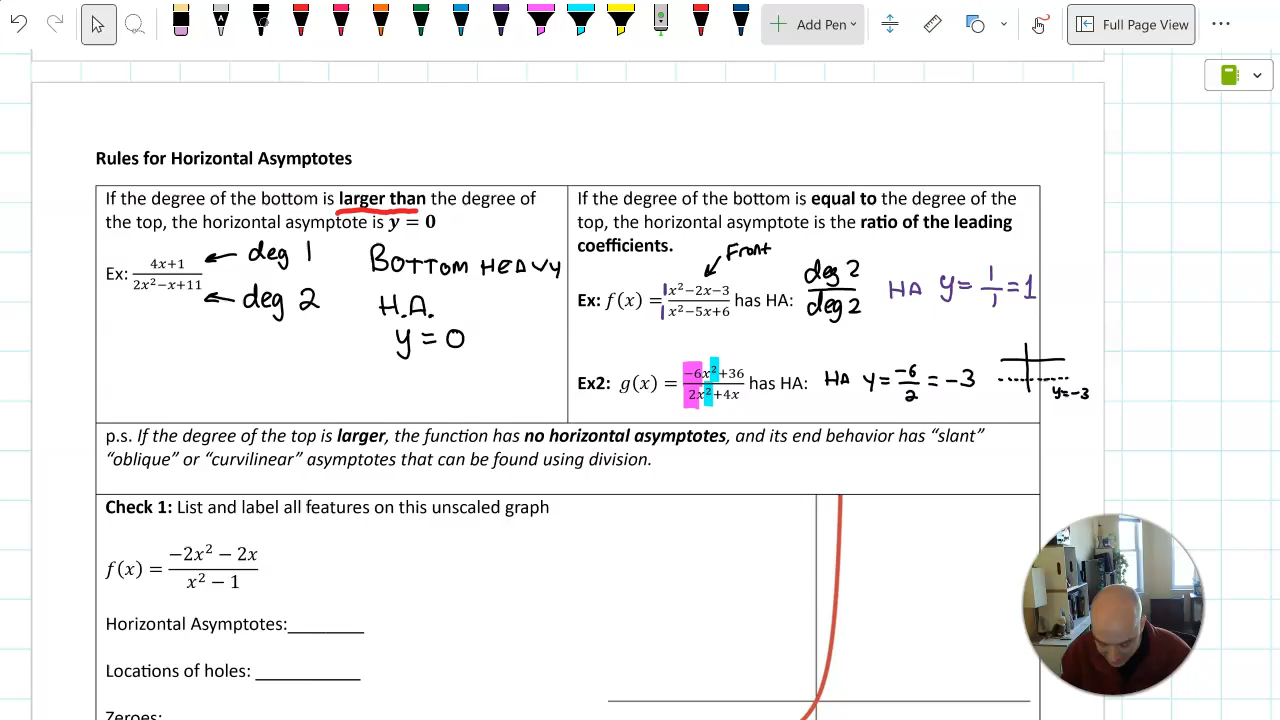 Add Pen
Full Page View
Rules for Horizontal Asymptotes
If the degree of the bottom is larger than the degree of
the top, the horizontal asymptote is y = 0
Ex: 4x+1 / 2x²−x+11
deg 1
deg 2
BOTTOM HEAVY
H.A.
y = 0
If the degree of the bottom is equal to the degree of the
top, the horizontal asymptote is the ratio of the leading
coefficients.
Front
Ex: f(x) = 1x²−2x−3 / 1x²−5x+6 has HA:
deg 2 / deg 2
HA y = 1/1 = 1
Ex2: g(x) = −6x²+36 / 2x²+4x has HA:
HA y = −6/2 = −3
y=−3
p.s. If the degree of the top is larger, the function has no horizontal asymptotes, and its end behavior has “slant”
“oblique” or “curvilinear” asymptotes that can be found using division.
Check 1: List and label all features on this unscaled graph
f(x) = −2x² − 2x / x² − 1
Horizontal Asymptotes:________
Locations of holes: ___________
Zeroes: